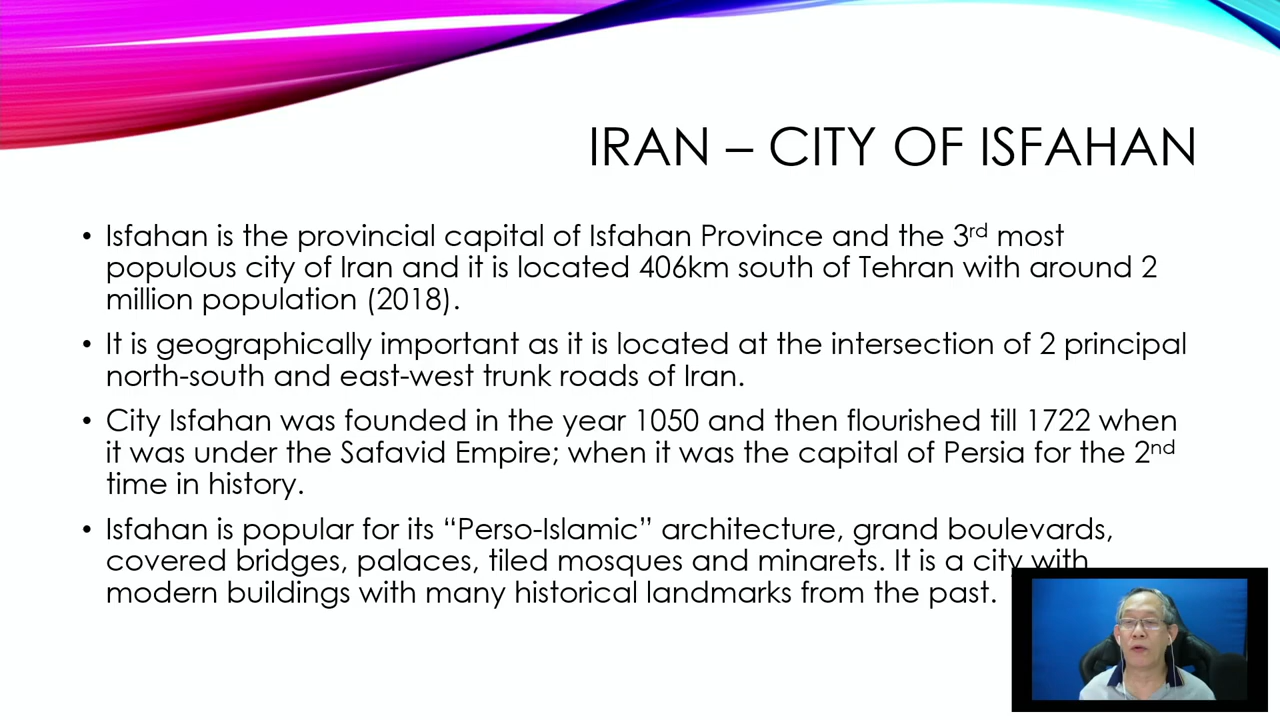 IRAN – CITY OF ISFAHAN
• Isfahan is the provincial capital of Isfahan Province and the 3rd most
populous city of Iran and it is located 406km south of Tehran with around 2
million population (2018).
• It is geographically important as it is located at the intersection of 2 principal
north-south and east-west trunk roads of Iran.
• City Isfahan was founded in the year 1050 and then flourished till 1722 when
it was under the Safavid Empire; when it was the capital of Persia for the 2nd
time in history.
• Isfahan is popular for its “Perso-Islamic” architecture, grand boulevards,
covered bridges, palaces, tiled mosques and minarets. It is a city with
modern buildings with many historical landmarks from the past.